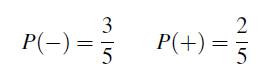 P(−) = 3/5 P(+) = 2/5